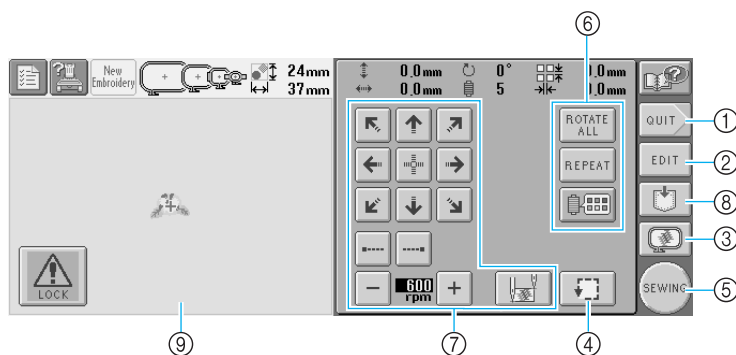 ⑥
New
Embroidery
24mm
37mm
0.0mm
0.0mm
0°
5
0.0mm
0.0mm
ROTATE
ALL
REPEAT
QUIT
EDIT
SEWING
①
②
⑧
③
⑤
LOCK
600
rpm
⑨
⑦
④